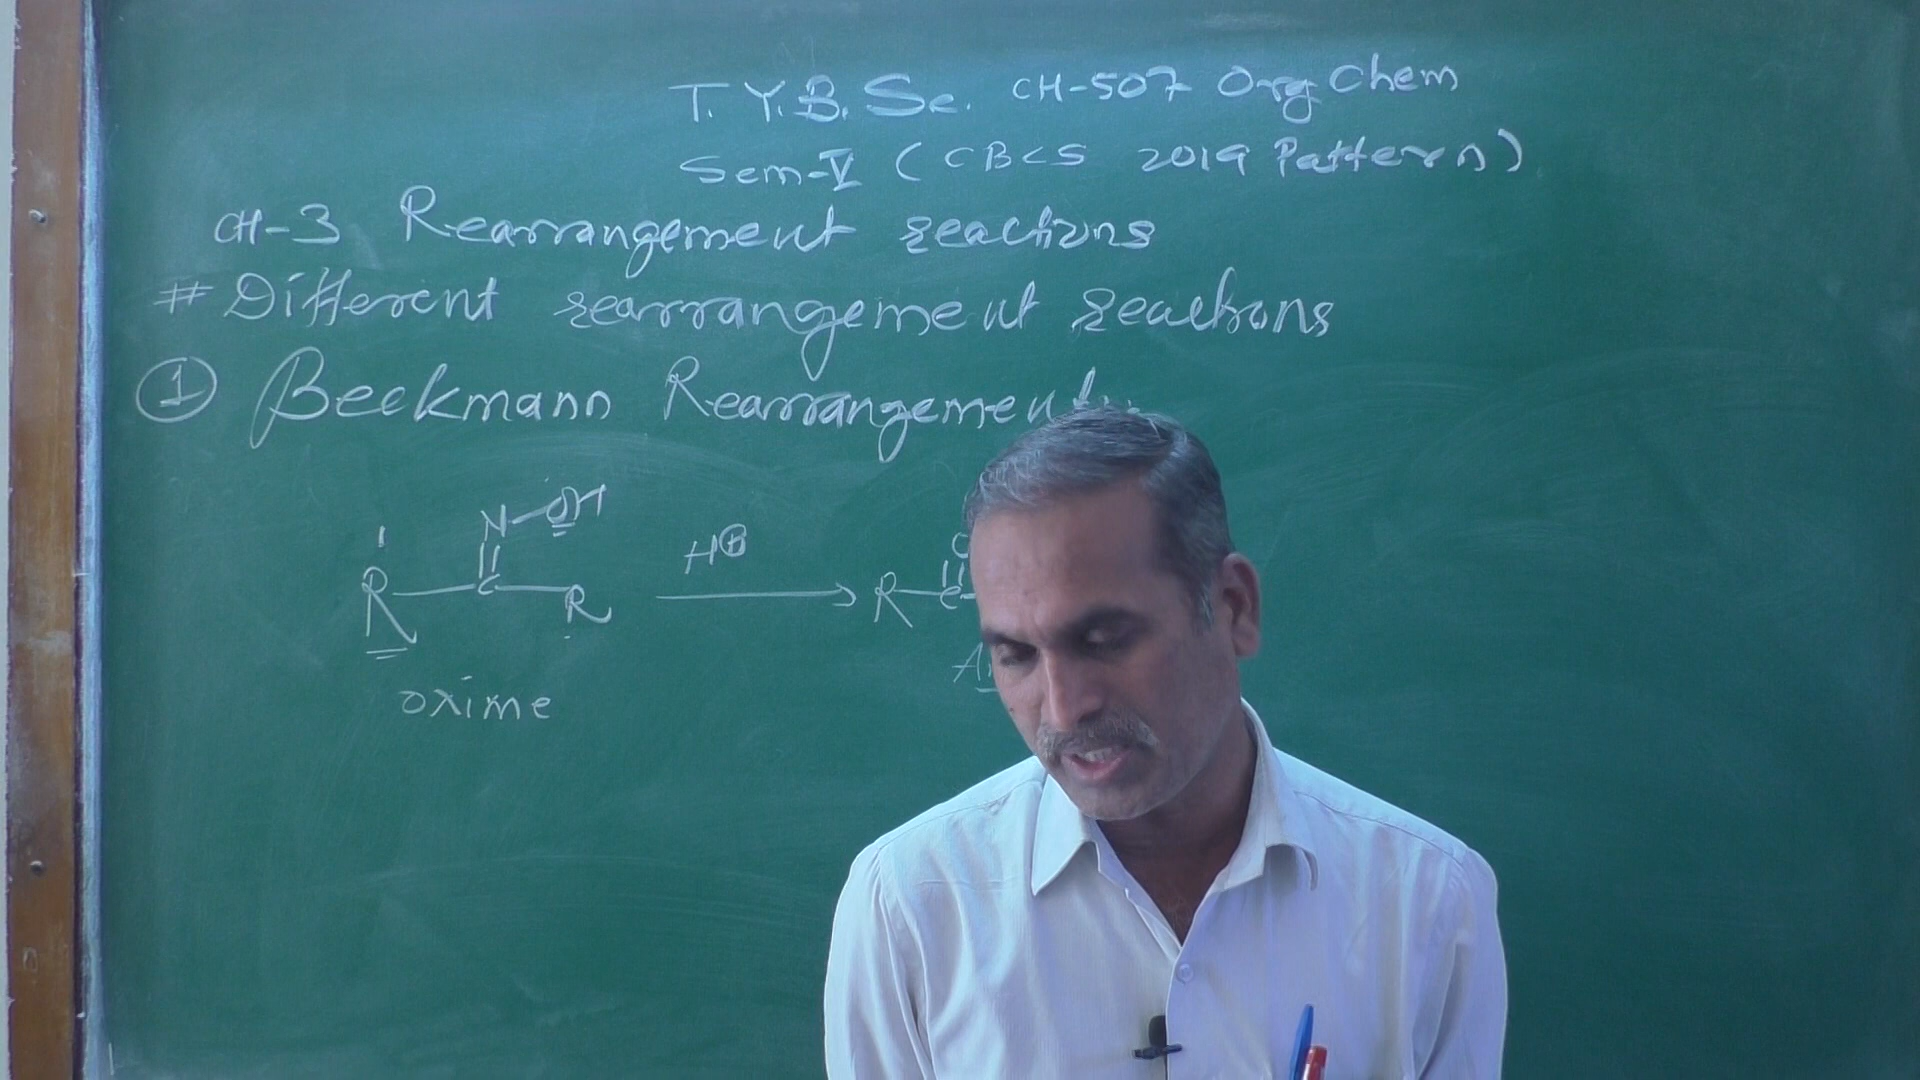 T.Y.B.Sc. CH-507 Org Chem
Sem-V (CBCS 2019 Pattern)
CH-3 Rearrangement reactions
# Different rearrangement reactions
① Beckmann Rearrangement
N-OH
H⊕
R-C-R → R-C
oxime